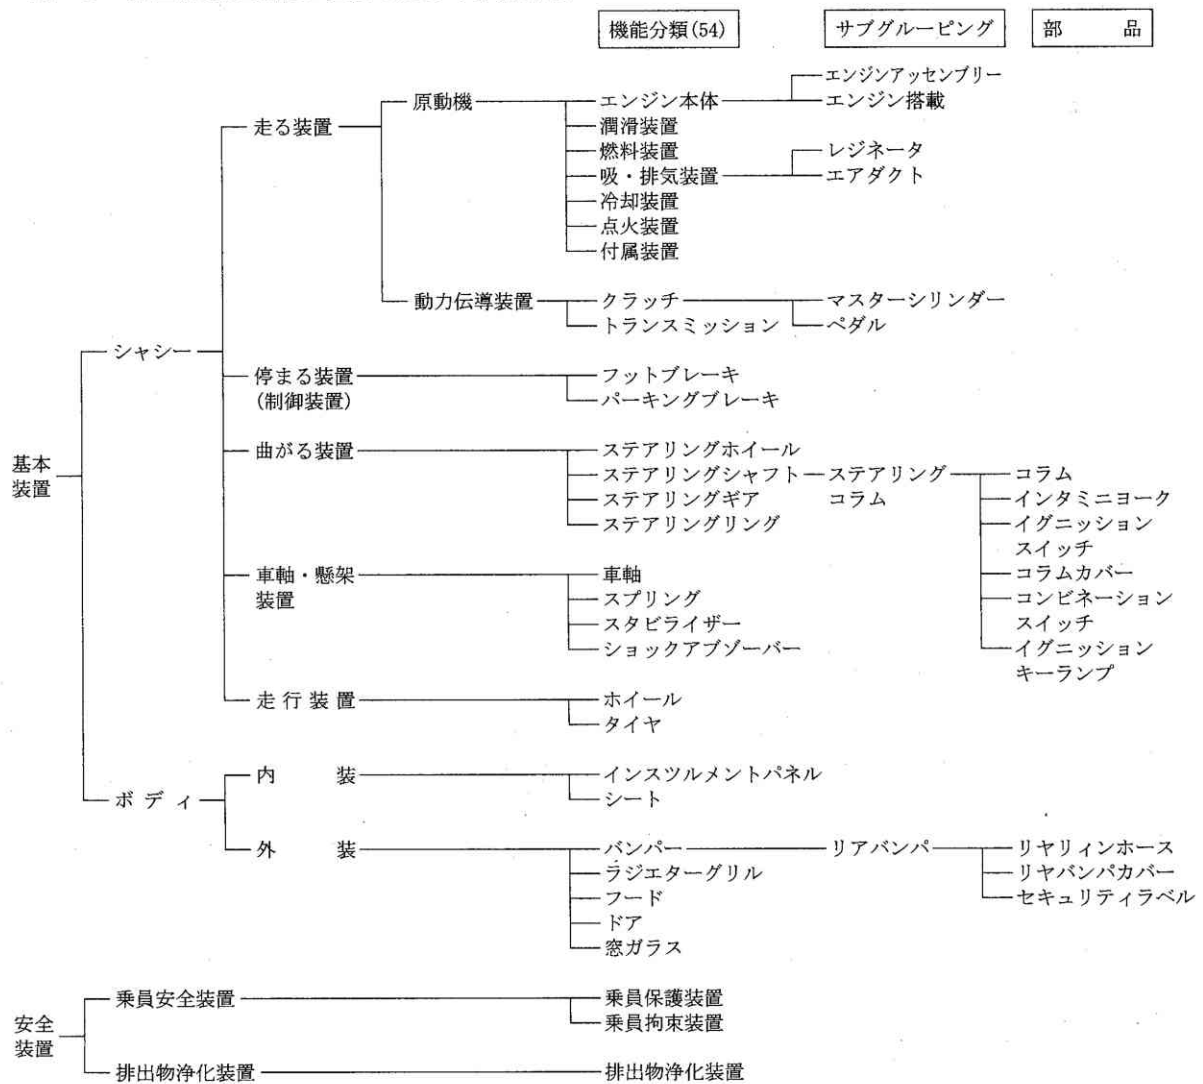 機能分類(54) サブグルーピング 部品
エンジンアッセンブリー
原動機 エンジン本体 エンジン搭載
走る装置 潤滑装置
燃料装置 レジネータ
吸・排気装置 エアダクト
冷却装置
点火装置
付属装置
動力伝導装置 クラッチ マスターシリンダー
トランスミッション ペダル
シャシー
停まる装置 フットブレーキ
(制御装置) パーキングブレーキ
曲がる装置 ステアリングホイール
基本 ステアリングシャフト ステアリング コラム
装置 ステアリングギア コラム インタミニヨーク
ステアリングリング イグニッション
スイッチ
車軸・懸架 車軸 コラムカバー
装置 スプリング コンビネーション
スタビライザー スイッチ
ショックアブゾーバー イグニッション
キーランプ
走行装置 ホイール
タイヤ
内装 インスツルメントパネル
ボディ シート
外装 バンパー リアバンパ リヤリィンホース
ラジエターグリル リヤバンパカバー
フード セキュリティラベル
ドア
窓ガラス
乗員安全装置 乗員保護装置
安全 乗員拘束装置
装置
排出物浄化装置 排出物浄化装置